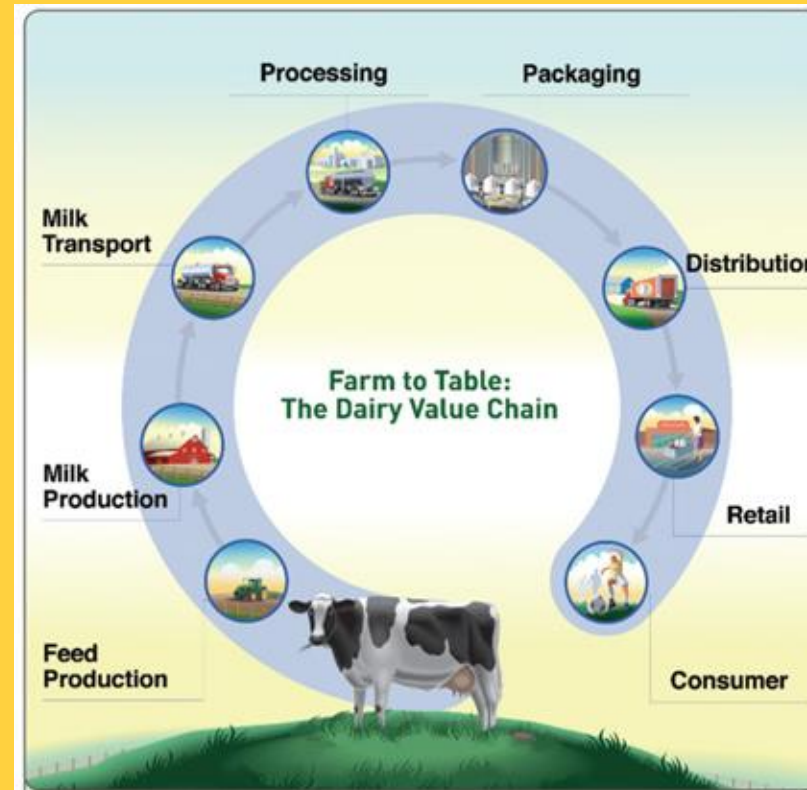 Processing
Packaging
Milk
Transport
Distribution
Farm to Table:
The Dairy Value Chain
Milk
Production
Retail
Feed
Production
Consumer